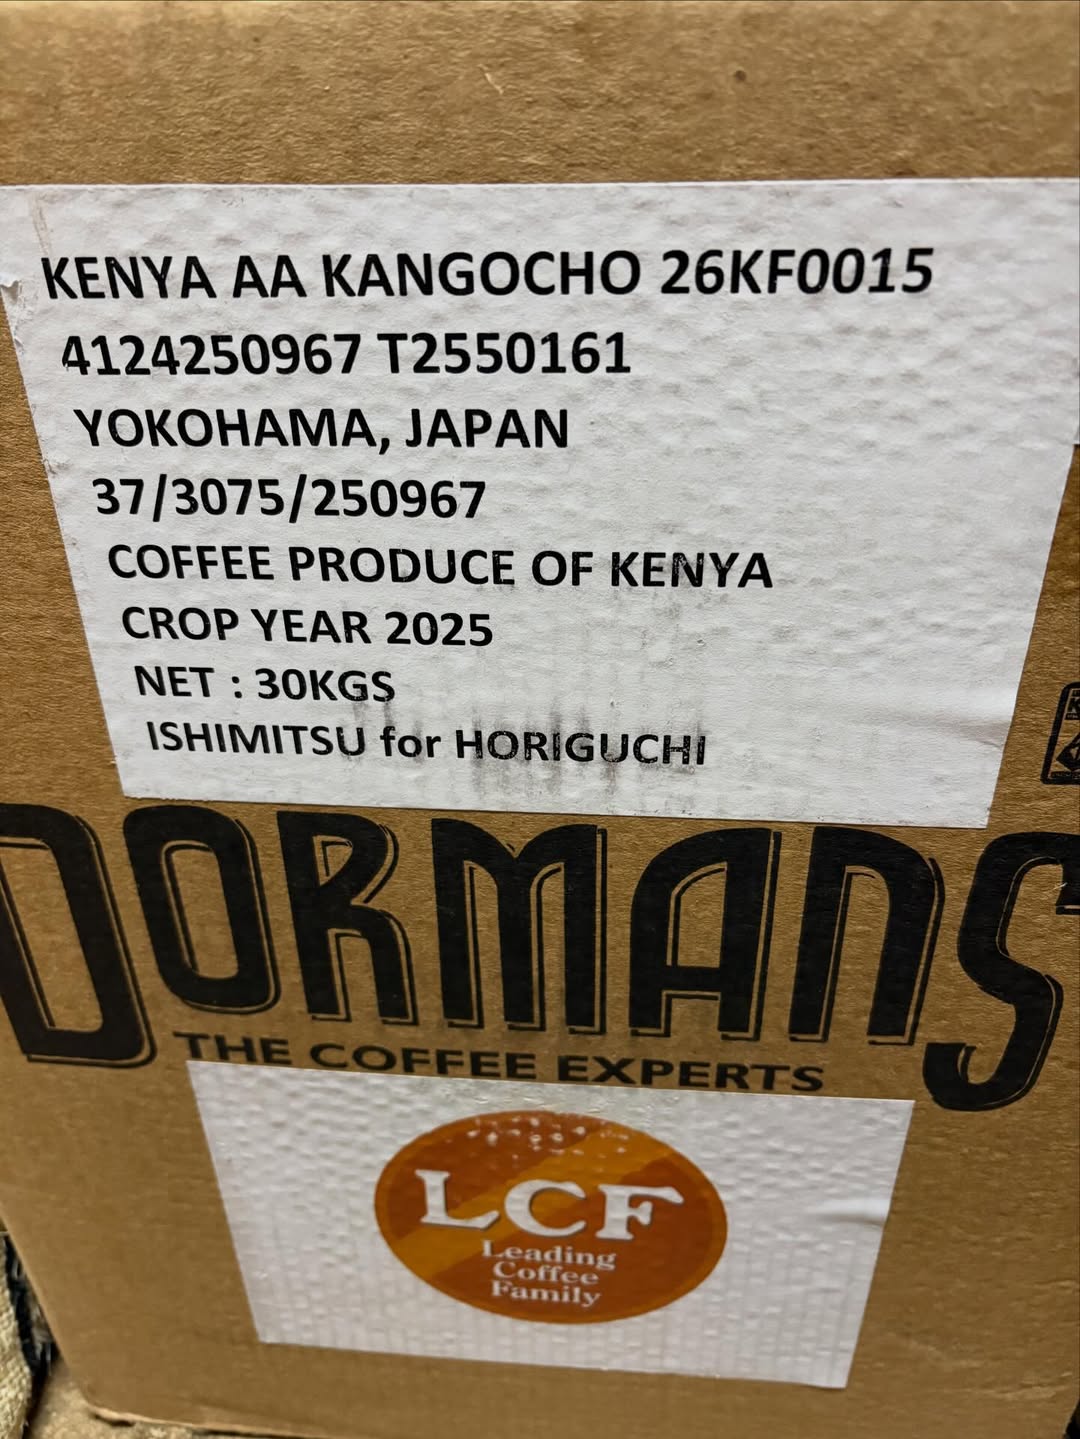 KENYA AA KANGOCHO 26KF0015
4124250967 T2550161
YOKOHAMA, JAPAN
37/3075/250967
COFFEE PRODUCE OF KENYA
CROP YEAR 2025
NET : 30KGS
ISHIMITSU for HORIGUCHI
DORMANS
THE COFFEE EXPERTS
LCF
Leading
Coffee
Family